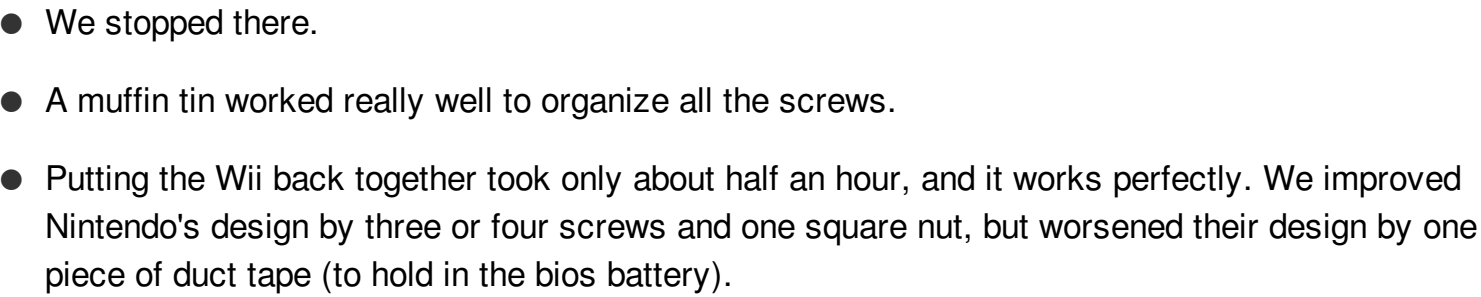 ● We stopped there.
● A muffin tin worked really well to organize all the screws.
● Putting the Wii back together took only about half an hour, and it works perfectly. We improved
Nintendo's design by three or four screws and one square nut, but worsened their design by one
piece of duct tape (to hold in the bios battery).